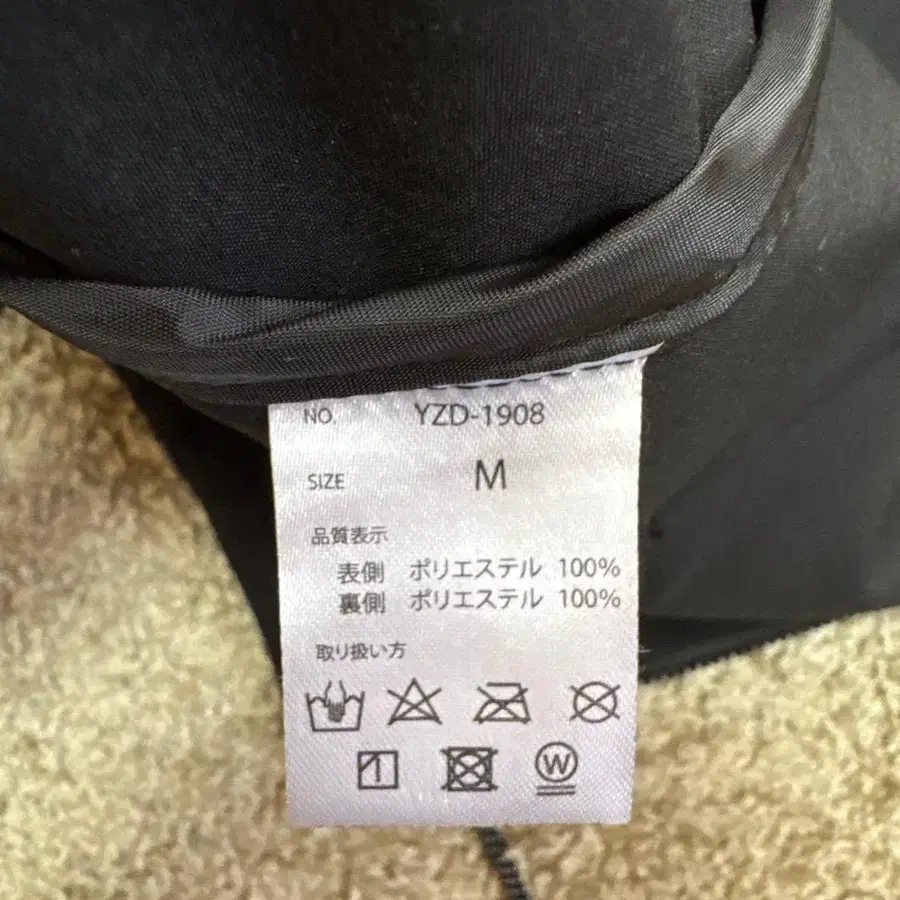 NO. YZD-1908
SIZE M
品質表示
表側 ポリエステル 100%
裏側 ポリエステル 100%
取り扱い方
W